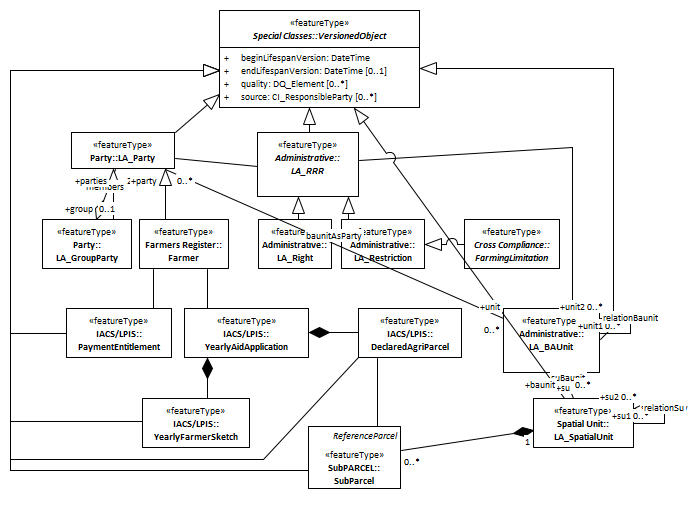 «featureType»
Special Classes::VersionedObject
+ beginLifespanVersion: DateTime
+ endLifespanVersion: DateTime [0..1]
+ quality: DQ_Element [0..*]
+ source: CI_ResponsibleParty [0..*]
«featureType»
Party::LA_Party
«featureType»
Administrative::
LA_RRR
+parties
members
+party
0..*
+group
0..1
«featureType»
Party::
LA_GroupParty
«featureType»
Farmers Register::
Farmer
«featureType»
Administrative::
LA_Right
baunitAsParty
«featureType»
Administrative::
LA_Restriction
«featureType»
Cross Compliance::
FarmingLimitation
«featureType»
IACS/LPIS::
PaymentEntitlement
«featureType»
IACS/LPIS::
YearlyAidApplication
«featureType»
IACS/LPIS::
DeclaredAgriParcel
+unit
0..*
«featureType»
Administrative::
LA_BAUnit
+unit2 0..*
relationBaunit
+unit1 0..*
suBaunit
+baunit
+su
0..*
«featureType»
IACS/LPIS::
YearlyFarmerSketch
ReferenceParcel
«featureType»
SubPARCEL::
SubParcel
0..*
1
«featureType»
Spatial Unit::
LA_SpatialUnit
+su2 0..*
relationSu
+su1 0..*